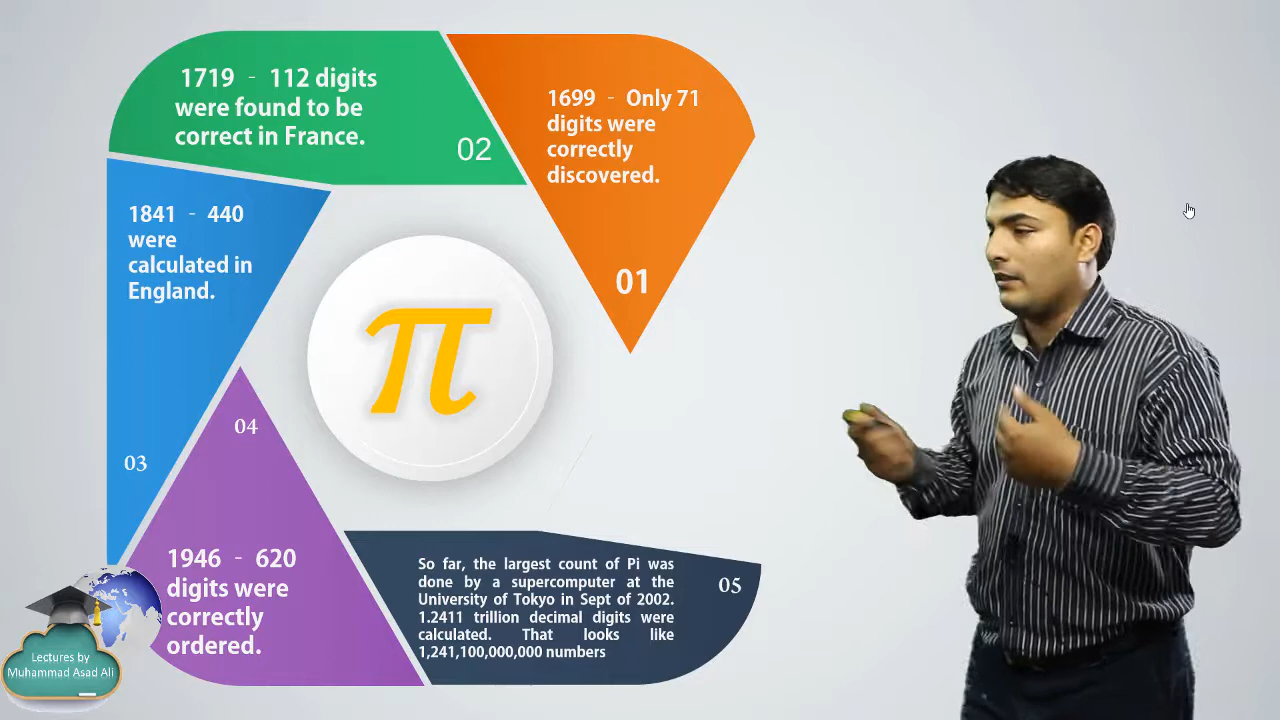 1699 - Only 71
digits were
correctly
discovered.
01
1719 - 112 digits
were found to be
correct in France.
02
1841 - 440
were
calculated in
England.
03
04
1946 - 620
digits were
correctly
ordered.
So far, the largest count of Pi was
done by a supercomputer at the
University of Tokyo in Sept of 2002.
1.2411 trillion decimal digits were
calculated. That looks like
1,241,100,000,000 numbers
05
π
Lectures by
Muhammad Asad Ali